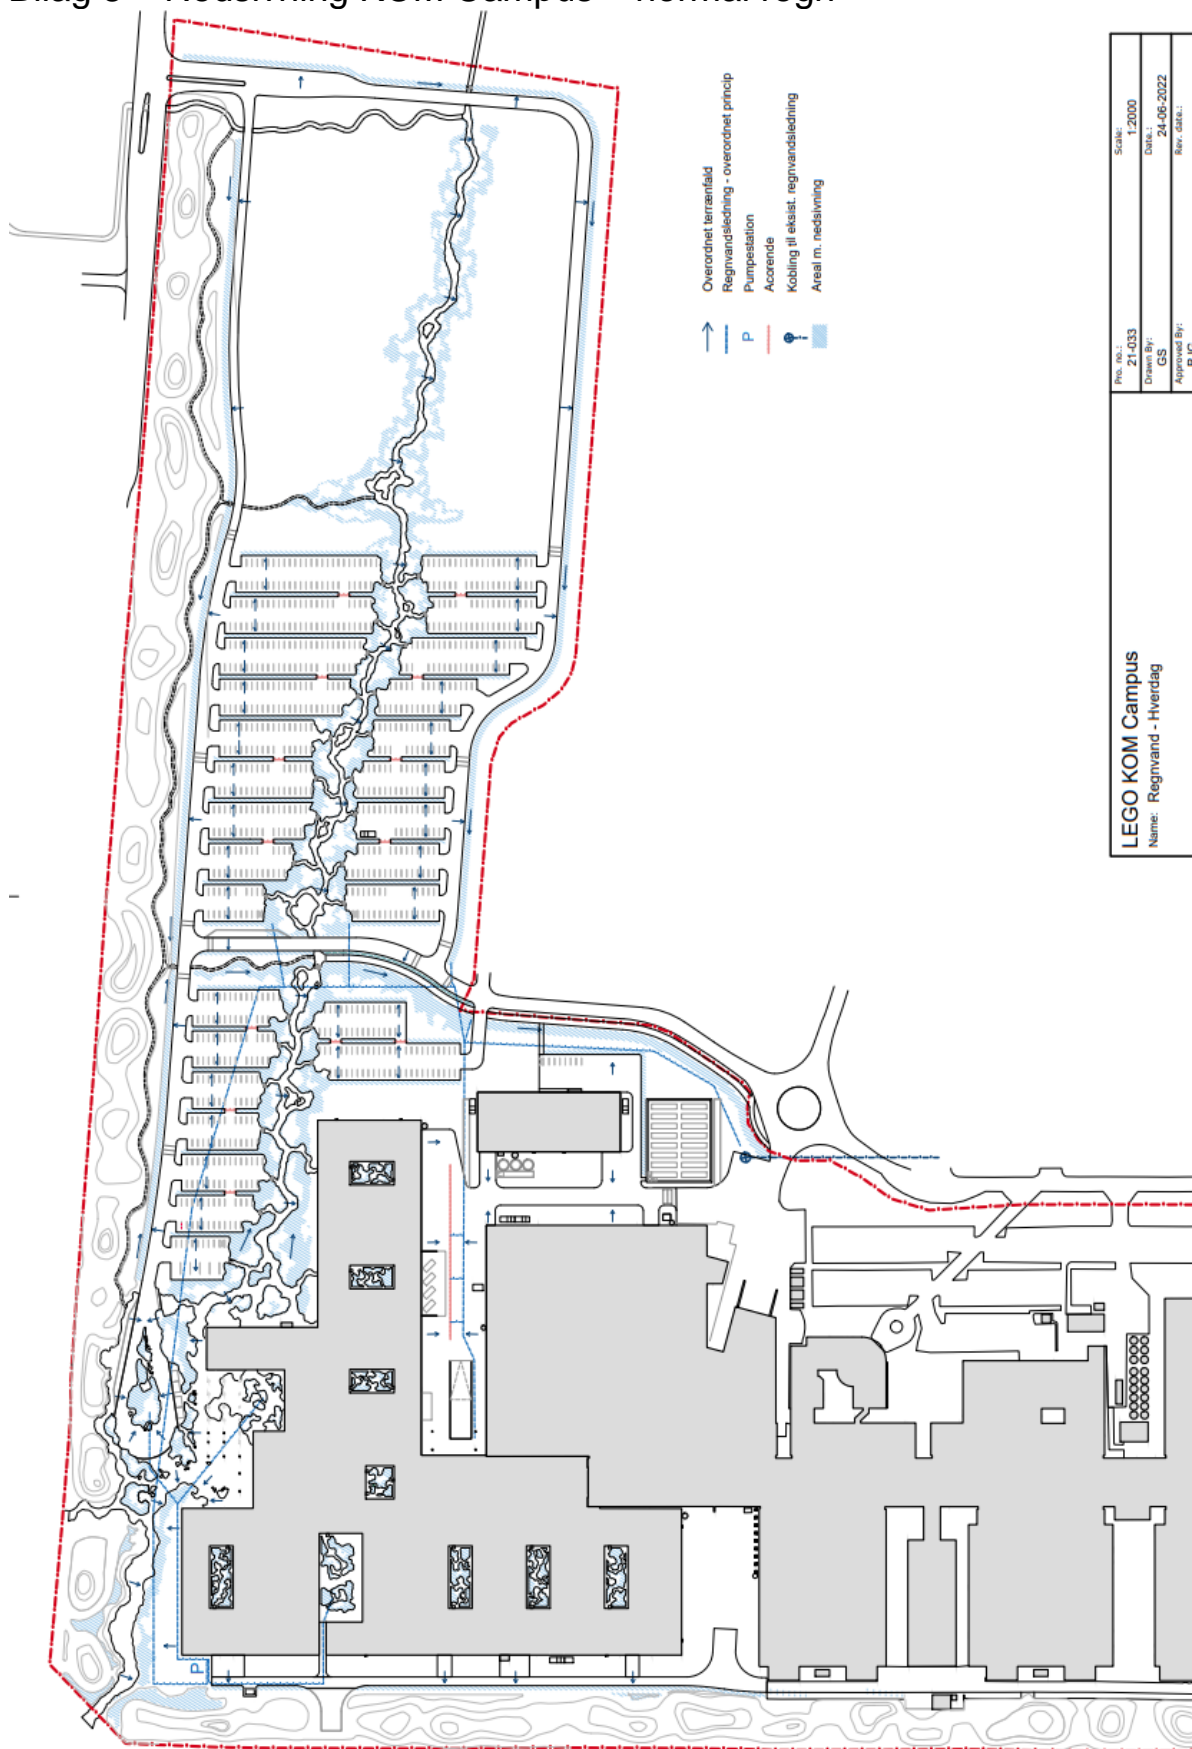 Overordnet terrænfald
Regnvandsledning - overordnet princip
P Pumpestation
Acorende
Kobling til eksist. regnvandsledning
Areal m. nedsivning
LEGO KOM Campus
Name: Regnvand - Hverdag
Pro. no.:
21-033
Scale:
1:2000
Drawn By:
GS
Date.:
24-06-2022
Approved By:
Rev. date.:
P